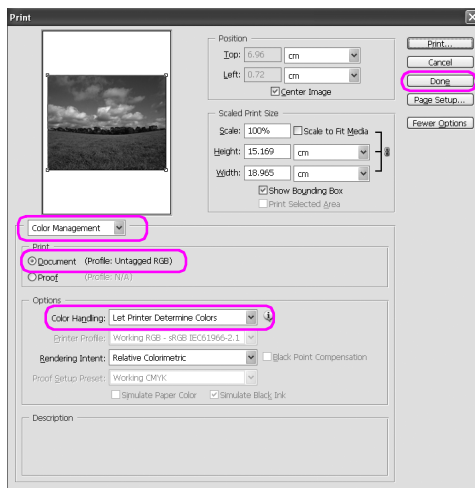 Print
Position
Top: 6.96 cm
Left: 0.72 cm
Center Image
Print...
Cancel
Done
Page Setup...
Fewer Options
Scaled Print Size
Scale: 100% Scale to Fit Media
Height: 15.169 cm
Width: 18.965 cm
Show Bounding Box
Print Selected Area
Color Management
Print
Document (Profile: Untagged RGB)
Proof (Profile: N/A)
Options
Color Handling: Let Printer Determine Colors
Printer Profile: Working RGB - sRGB IEC61966-2.1
Rendering Intent: Relative Colorimetric Black Point Compensation
Proof Setup Preset: Working CMYK
Simulate Paper Color Simulate Black Ink
Description